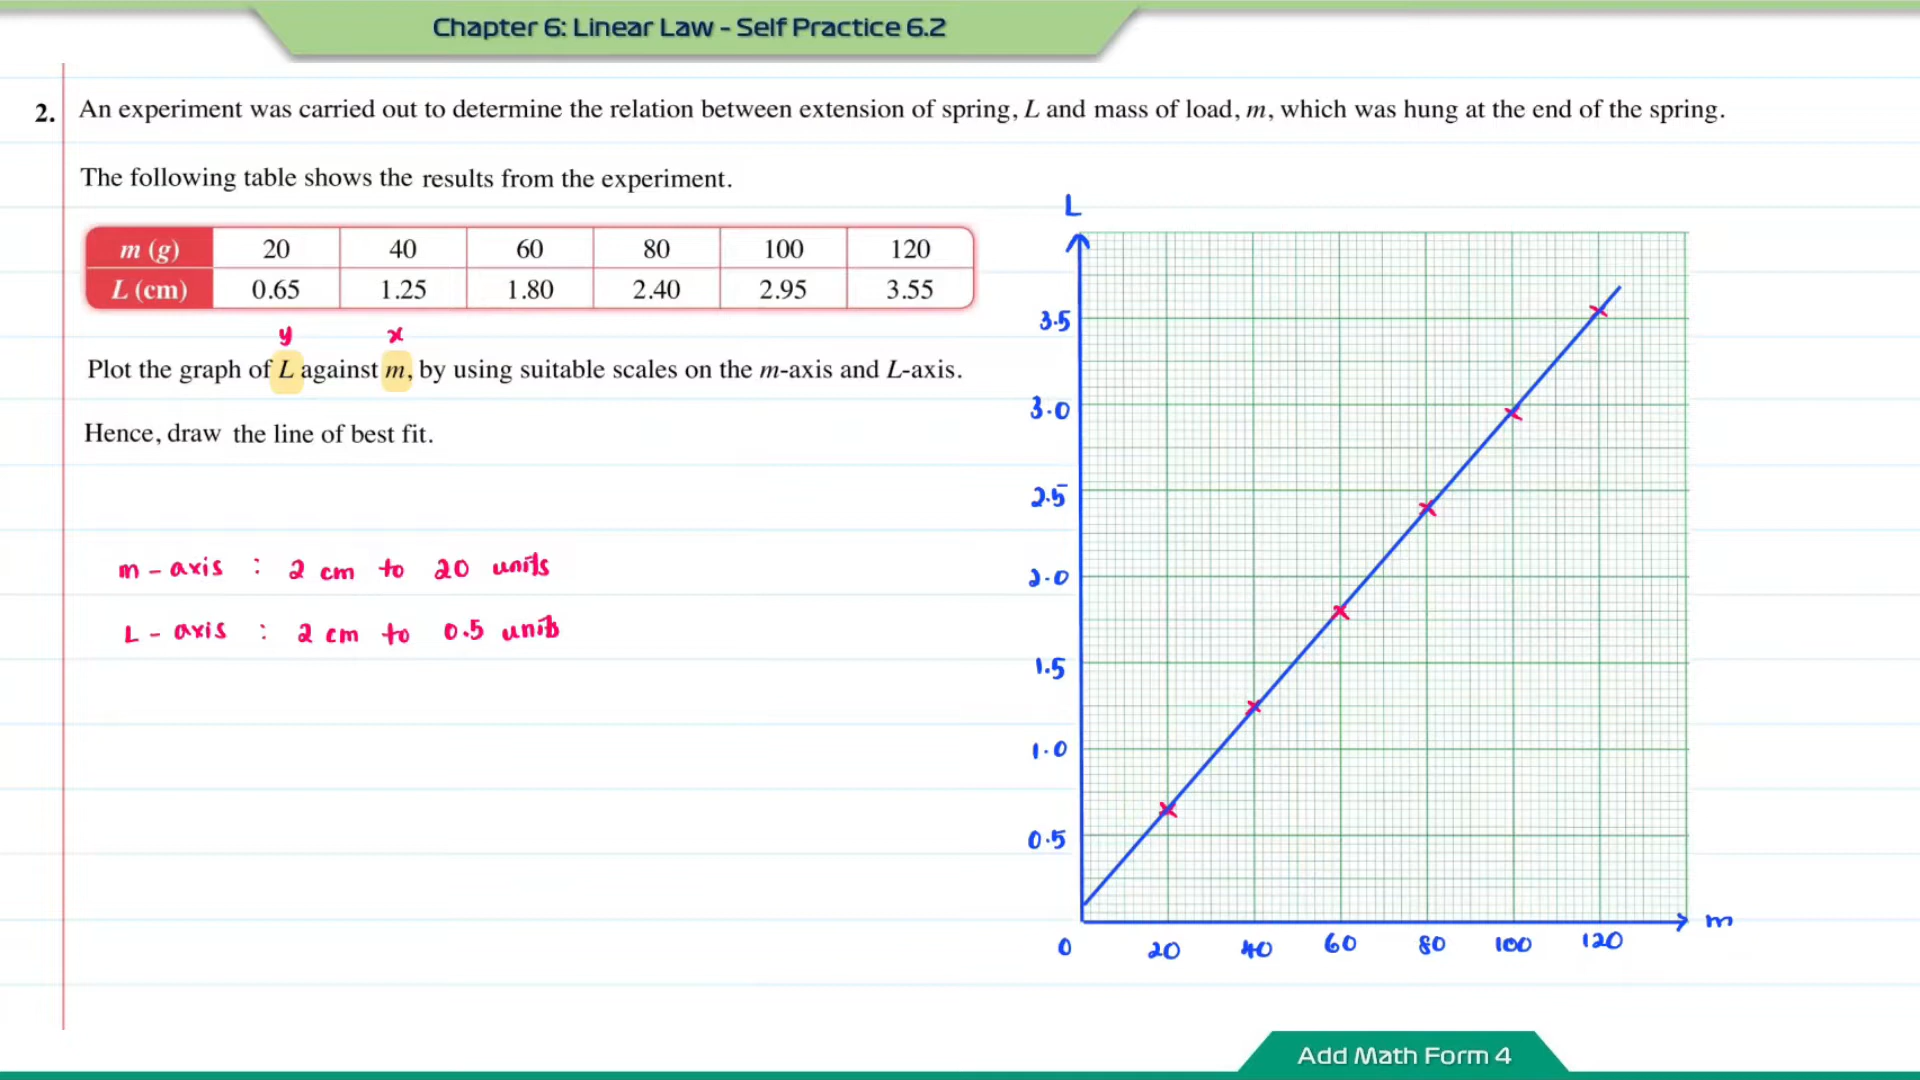 Chapter 6: Linear Law - Self Practice 6.2
2. An experiment was carried out to determine the relation between extension of spring, L and mass of load, m, which was hung at the end of the spring.
The following table shows the results from the experiment.
m (g) 20 40 60 80 100 120
L (cm) 0.65 1.25 1.80 2.40 2.95 3.55
y x
Plot the graph of L against m, by using suitable scales on the m-axis and L-axis.
Hence, draw the line of best fit.
m - axis : 2 cm to 20 units
L - axis : 2 cm to 0.5 units
L
3.5
3.0
2.5
2.0
1.5
1.0
0.5
m
0 20 40 60 80 100 120
Add Math Form 4